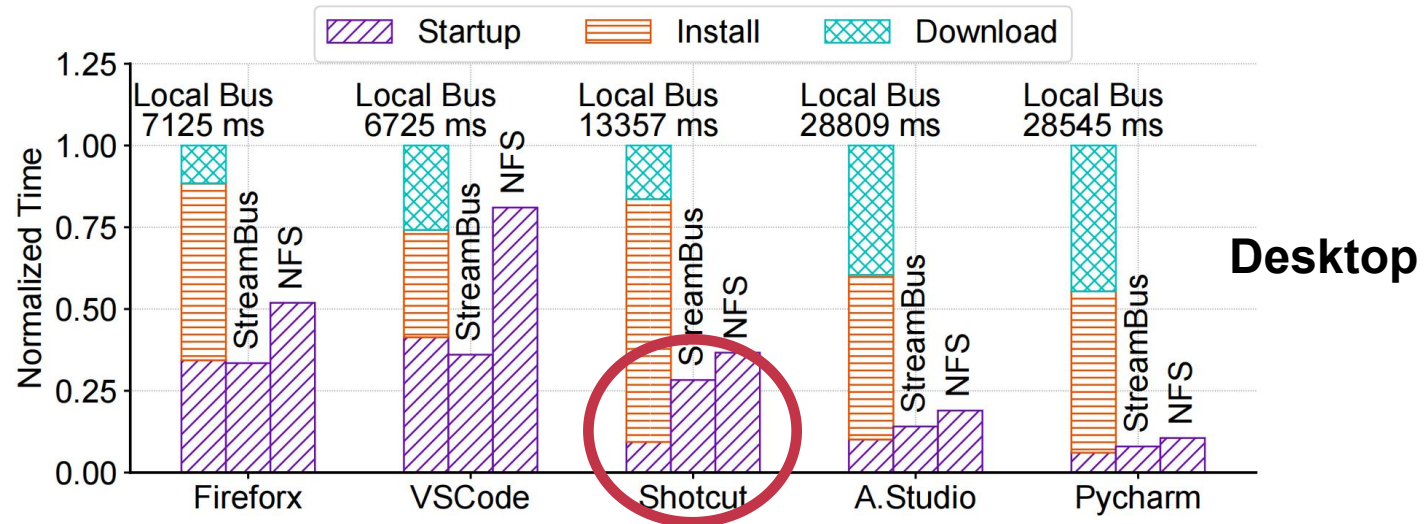 Startup Install Download
Normalized Time
1.25
1.00
0.75
0.50
0.25
0.00
Local Bus
7125 ms
StreamBus
NFS
Local Bus
6725 ms
StreamBus
NFS
Local Bus
13357 ms
StreamBus
NFS
Local Bus
28809 ms
StreamBus
NFS
Local Bus
28545 ms
StreamBus
NFS
Fireforx VSCode Shotcut A.Studio Pycharm
Desktop